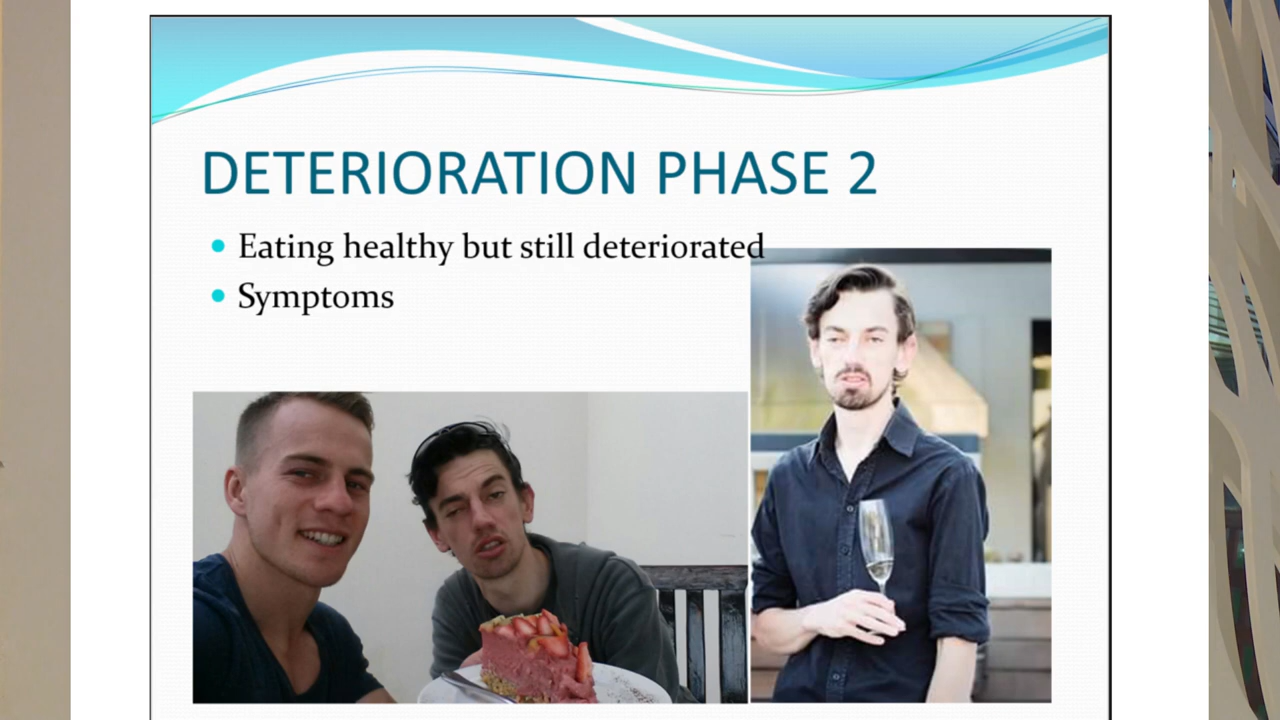 DETERIORATION PHASE 2
Eating healthy but still deteriorated
Symptoms